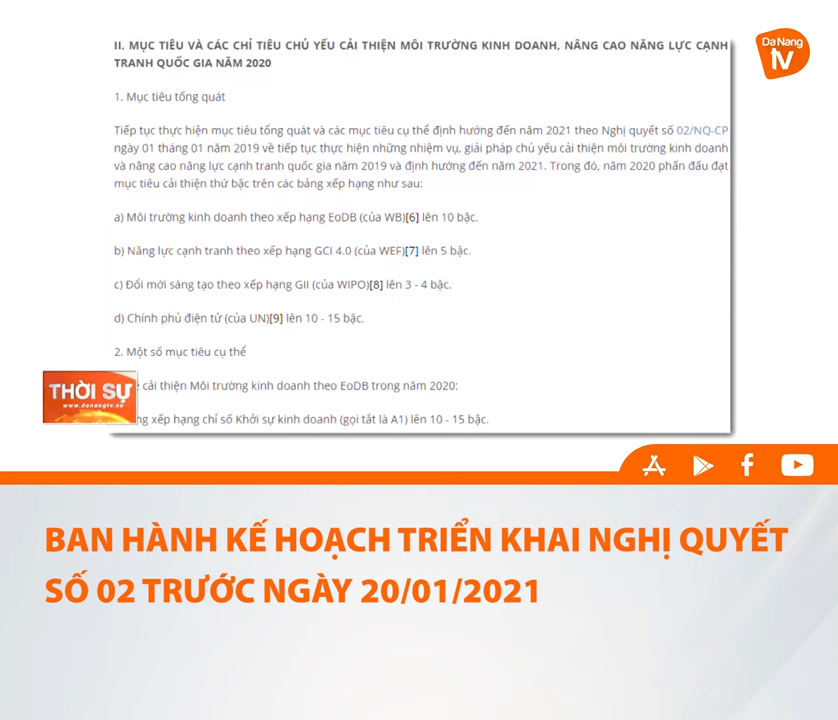 Da Nang
tv
II. MỤC TIÊU VÀ CÁC CHỈ TIÊU CHỦ YẾU CẢI THIỆN MÔI TRƯỜNG KINH DOANH, NÂNG CAO NĂNG LỰC CẠNH
TRANH QUỐC GIA NĂM 2020
1. Mục tiêu tổng quát
Tiếp tục thực hiện mục tiêu tổng quát và các mục tiêu cụ thể định hướng đến năm 2021 theo Nghị quyết số 02/NQ-CP
ngày 01 tháng 01 năm 2019 về tiếp tục thực hiện những nhiệm vụ, giải pháp chủ yếu cải thiện môi trường kinh doanh
và nâng cao năng lực cạnh tranh quốc gia năm 2019 và định hướng đến năm 2021. Trong đó, năm 2020 phấn đấu đạt
mục tiêu cải thiện thứ bậc trên các bảng xếp hạng như sau:
a) Môi trường kinh doanh theo xếp hạng EoDB (của WB)[6] lên 10 bậc.
b) Năng lực cạnh tranh theo xếp hạng GCI 4.0 (của WEF)[7] lên 5 bậc.
c) Đổi mới sáng tạo theo xếp hạng GII (của WIPO)[8] lên 3 - 4 bậc.
d) Chính phủ điện tử (của UN)[9] lên 10 - 15 bậc.
2. Một số mục tiêu cụ thể
cải thiện Môi trường kinh doanh theo EoDB trong năm 2020:
xếp hạng chỉ số Khởi sự kinh doanh (gọi tắt là A1) lên 10 - 15 bậc.
THỜI SỰ
www.danangtv.vn
BAN HÀNH KẾ HOẠCH TRIỂN KHAI NGHỊ QUYẾT
SỐ 02 TRƯỚC NGÀY 20/01/2021